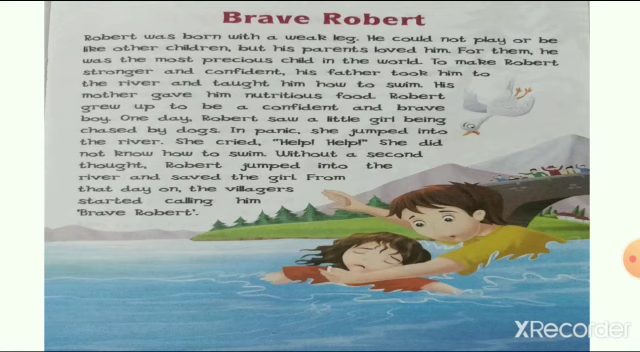 Brave Robert
Robert was born with a weak leg. He could not play or be
like other children, but his parents loved him. For them, he
was the most precious child in the world. To make Robert
stronger and confident, his father took him to
the river and taught him how to swim. His
mother gave him nutritious food. Robert
grew up to be a confident and brave
boy. One day, Robert saw a little girl being
chased by dogs. In panic, she jumped into
the river. She cried, "Help! Help!" She did
not know how to swim. Without a second
thought, Robert jumped into the
river and saved the girl. From
that day on, the villagers
started calling him
'Brave Robert'.
XRecorder